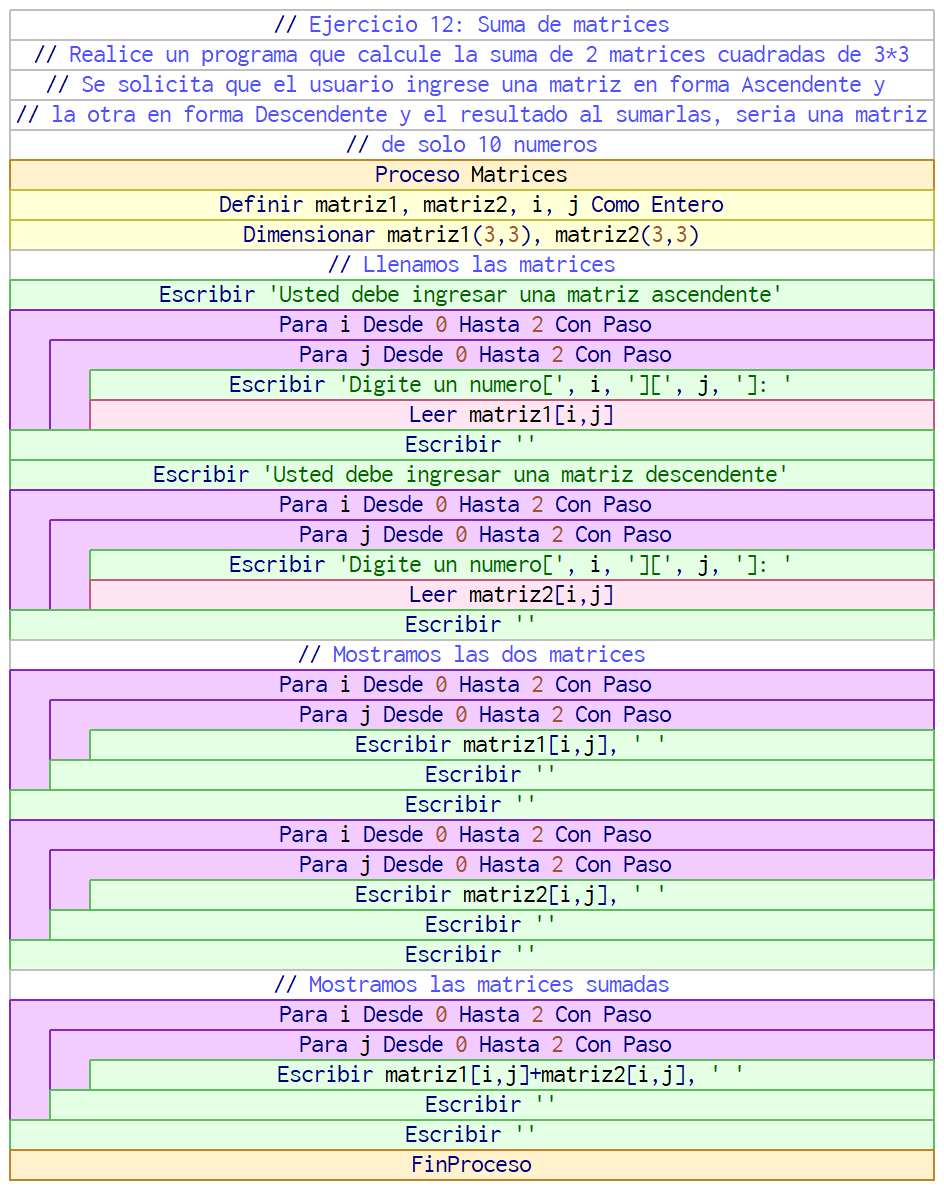 // Ejercicio 12: Suma de matrices
// Realice un programa que calcule la suma de 2 matrices cuadradas de 3*3
// Se solicita que el usuario ingrese una matriz en forma Ascendente y
// la otra en forma Descendente y el resultado al sumarlas, seria una matriz
// de solo 10 numeros
Proceso Matrices
Definir matriz1, matriz2, i, j Como Entero
Dimensionar matriz1(3,3), matriz2(3,3)
// Llenamos las matrices
Escribir 'Usted debe ingresar una matriz ascendente'
Para i Desde 0 Hasta 2 Con Paso
Para j Desde 0 Hasta 2 Con Paso
Escribir 'Digite un numero[', i, '][', j, ']: '
Leer matriz1[i,j]
Escribir ''
Escribir 'Usted debe ingresar una matriz descendente'
Para i Desde 0 Hasta 2 Con Paso
Para j Desde 0 Hasta 2 Con Paso
Escribir 'Digite un numero[', i, '][', j, ']: '
Leer matriz2[i,j]
Escribir ''
// Mostramos las dos matrices
Para i Desde 0 Hasta 2 Con Paso
Para j Desde 0 Hasta 2 Con Paso
Escribir matriz1[i,j], ' '
Escribir ''
Escribir ''
Para i Desde 0 Hasta 2 Con Paso
Para j Desde 0 Hasta 2 Con Paso
Escribir matriz2[i,j], ' '
Escribir ''
Escribir ''
// Mostramos las matrices sumadas
Para i Desde 0 Hasta 2 Con Paso
Para j Desde 0 Hasta 2 Con Paso
Escribir matriz1[i,j]+matriz2[i,j], ' '
Escribir ''
Escribir ''
FinProceso